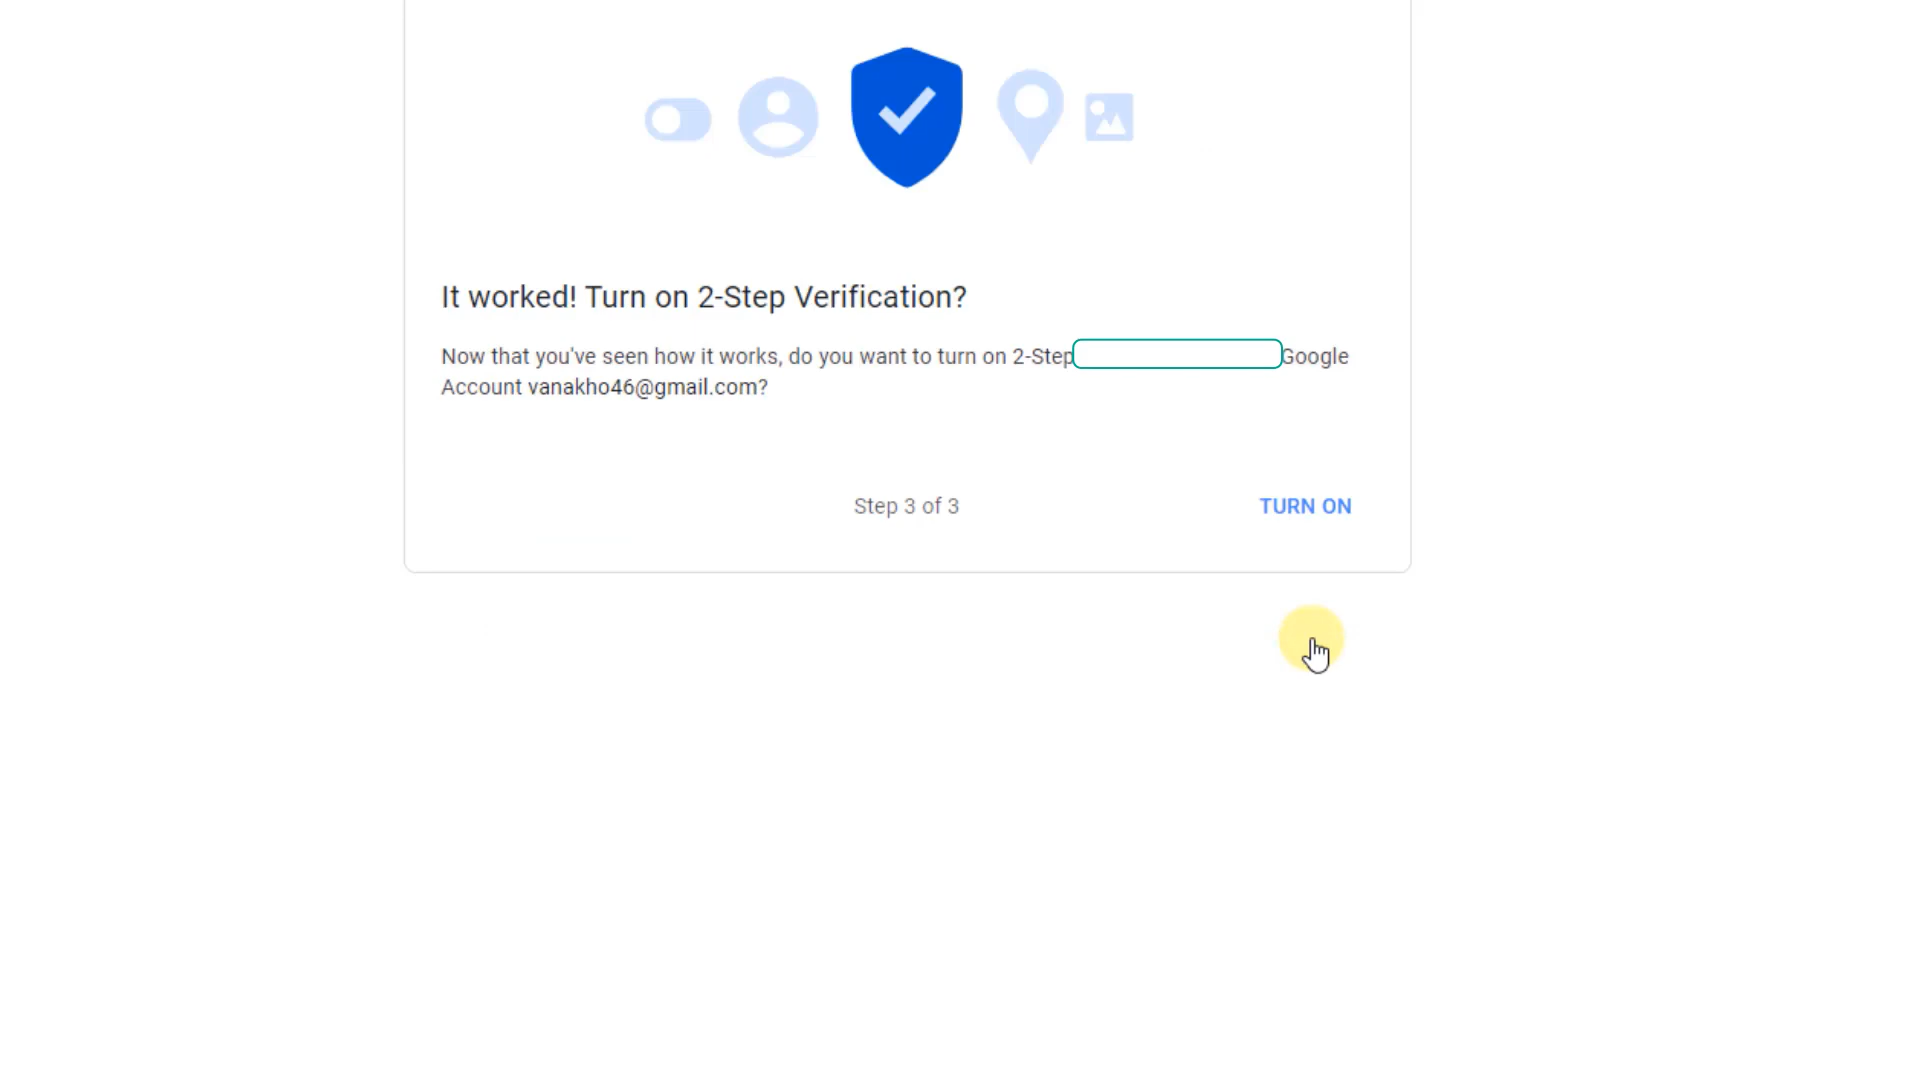 It worked! Turn on 2-Step Verification?
Now that you've seen how it works, do you want to turn on 2-Step Google
Account vanakho46@gmail.com?
Step 3 of 3
TURN ON